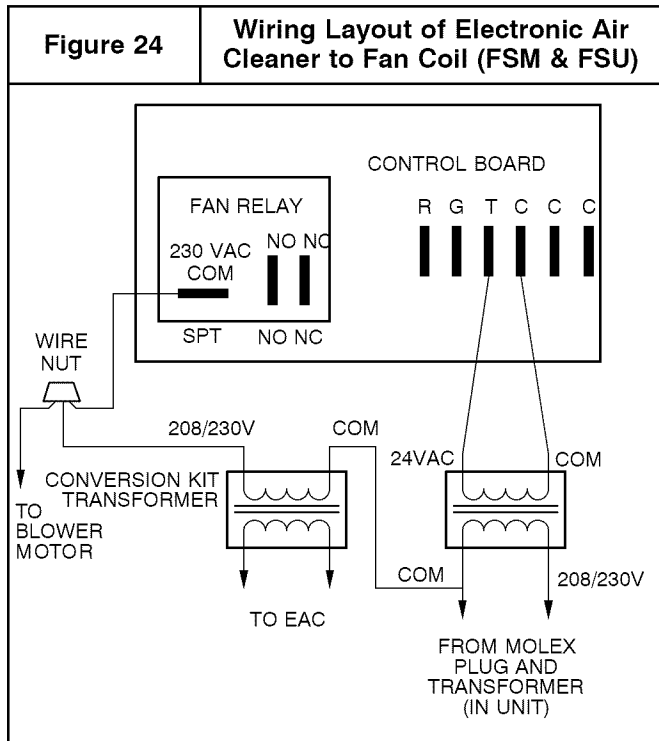 Figure 24
Wiring Layout of Electronic Air
Cleaner to Fan Coil (FSM & FSU)
CONTROL BOARD
R G T C C C
FAN RELAY
230 VAC
COM
NO NC
SPT
NO NC
WIRE
NUT
208/230V
COM
24VAC
COM
CONVERSION KIT
TRANSFORMER
TO
BLOWER
MOTOR
COM
208/230V
TO EAC
FROM MOLEX
PLUG AND
TRANSFORMER
(IN UNIT)